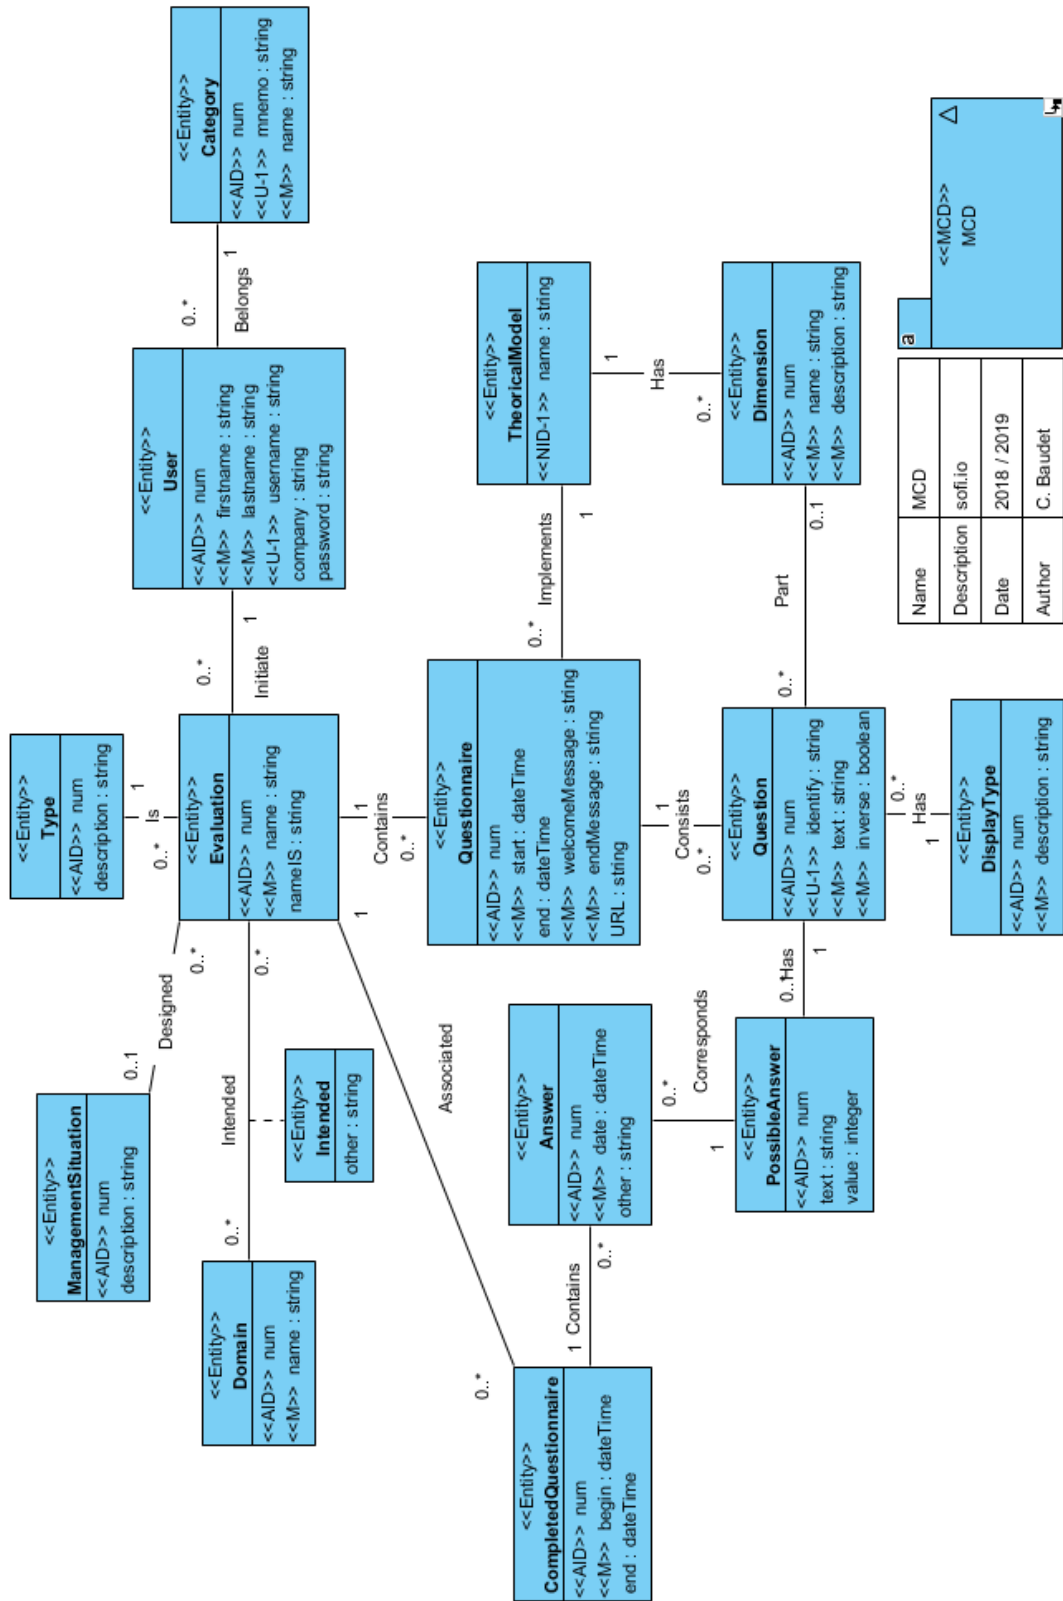 <<Entity>>
ManagementSituation
<<AID>> num
description : string
0..1
Designed
0..*
<<Entity>>
Type
<<AID>> num
description : string
1
Is
0..*
<<Entity>>
Domain
<<AID>> num
<<M>> name : string
0..*
Intended
0..*
<<Entity>>
Intended
other : string
<<Entity>>
Evaluation
<<AID>> num
<<M>> name : string
nameIS : string
0..*
Initiate
1
<<Entity>>
User
<<AID>> num
<<M>> firstname : string
<<M>> lastname : string
<<U-1>> username : string
company : string
password : string
0..*
Belongs
1
<<Entity>>
Category
<<AID>> num
<<U-1>> mnemo : string
<<M>> name : string
1
Associated
0..*
1
Contains
0..*
<<Entity>>
Questionnaire
<<AID>> num
<<M>> start : dateTime
end : dateTime
<<M>> welcomeMessage : string
<<M>> endMessage : string
URL : string
0..*
Implements
1
<<Entity>>
TheoricalModel
<<NID-1>> name : string
1
Has
0..*
<<Entity>>
CompletedQuestionnaire
<<AID>> num
<<M>> begin : dateTime
end : dateTime
1 Contains
0..*
<<Entity>>
Answer
<<AID>> num
<<M>> date : dateTime
other : string
0..*
Corresponds
1
<<Entity>>
PossibleAnswer
<<AID>> num
text : string
value : integer
0..*
Has
1
1
Consists
0..*
<<Entity>>
Question
<<AID>> num
<<U-1>> identify : string
<<M>> text : string
<<M>> inverse : boolean
0..*
Part
0..1
<<Entity>>
Dimension
<<AID>> num
<<M>> name : string
<<M>> description : string
0..*
Has
1
<<Entity>>
DisplayType
<<AID>> num
<<M>> description : string
Name MCD
Description sofi.io
Date 2018 / 2019
Author C. Baudet
a
<<MCD>>
MCD